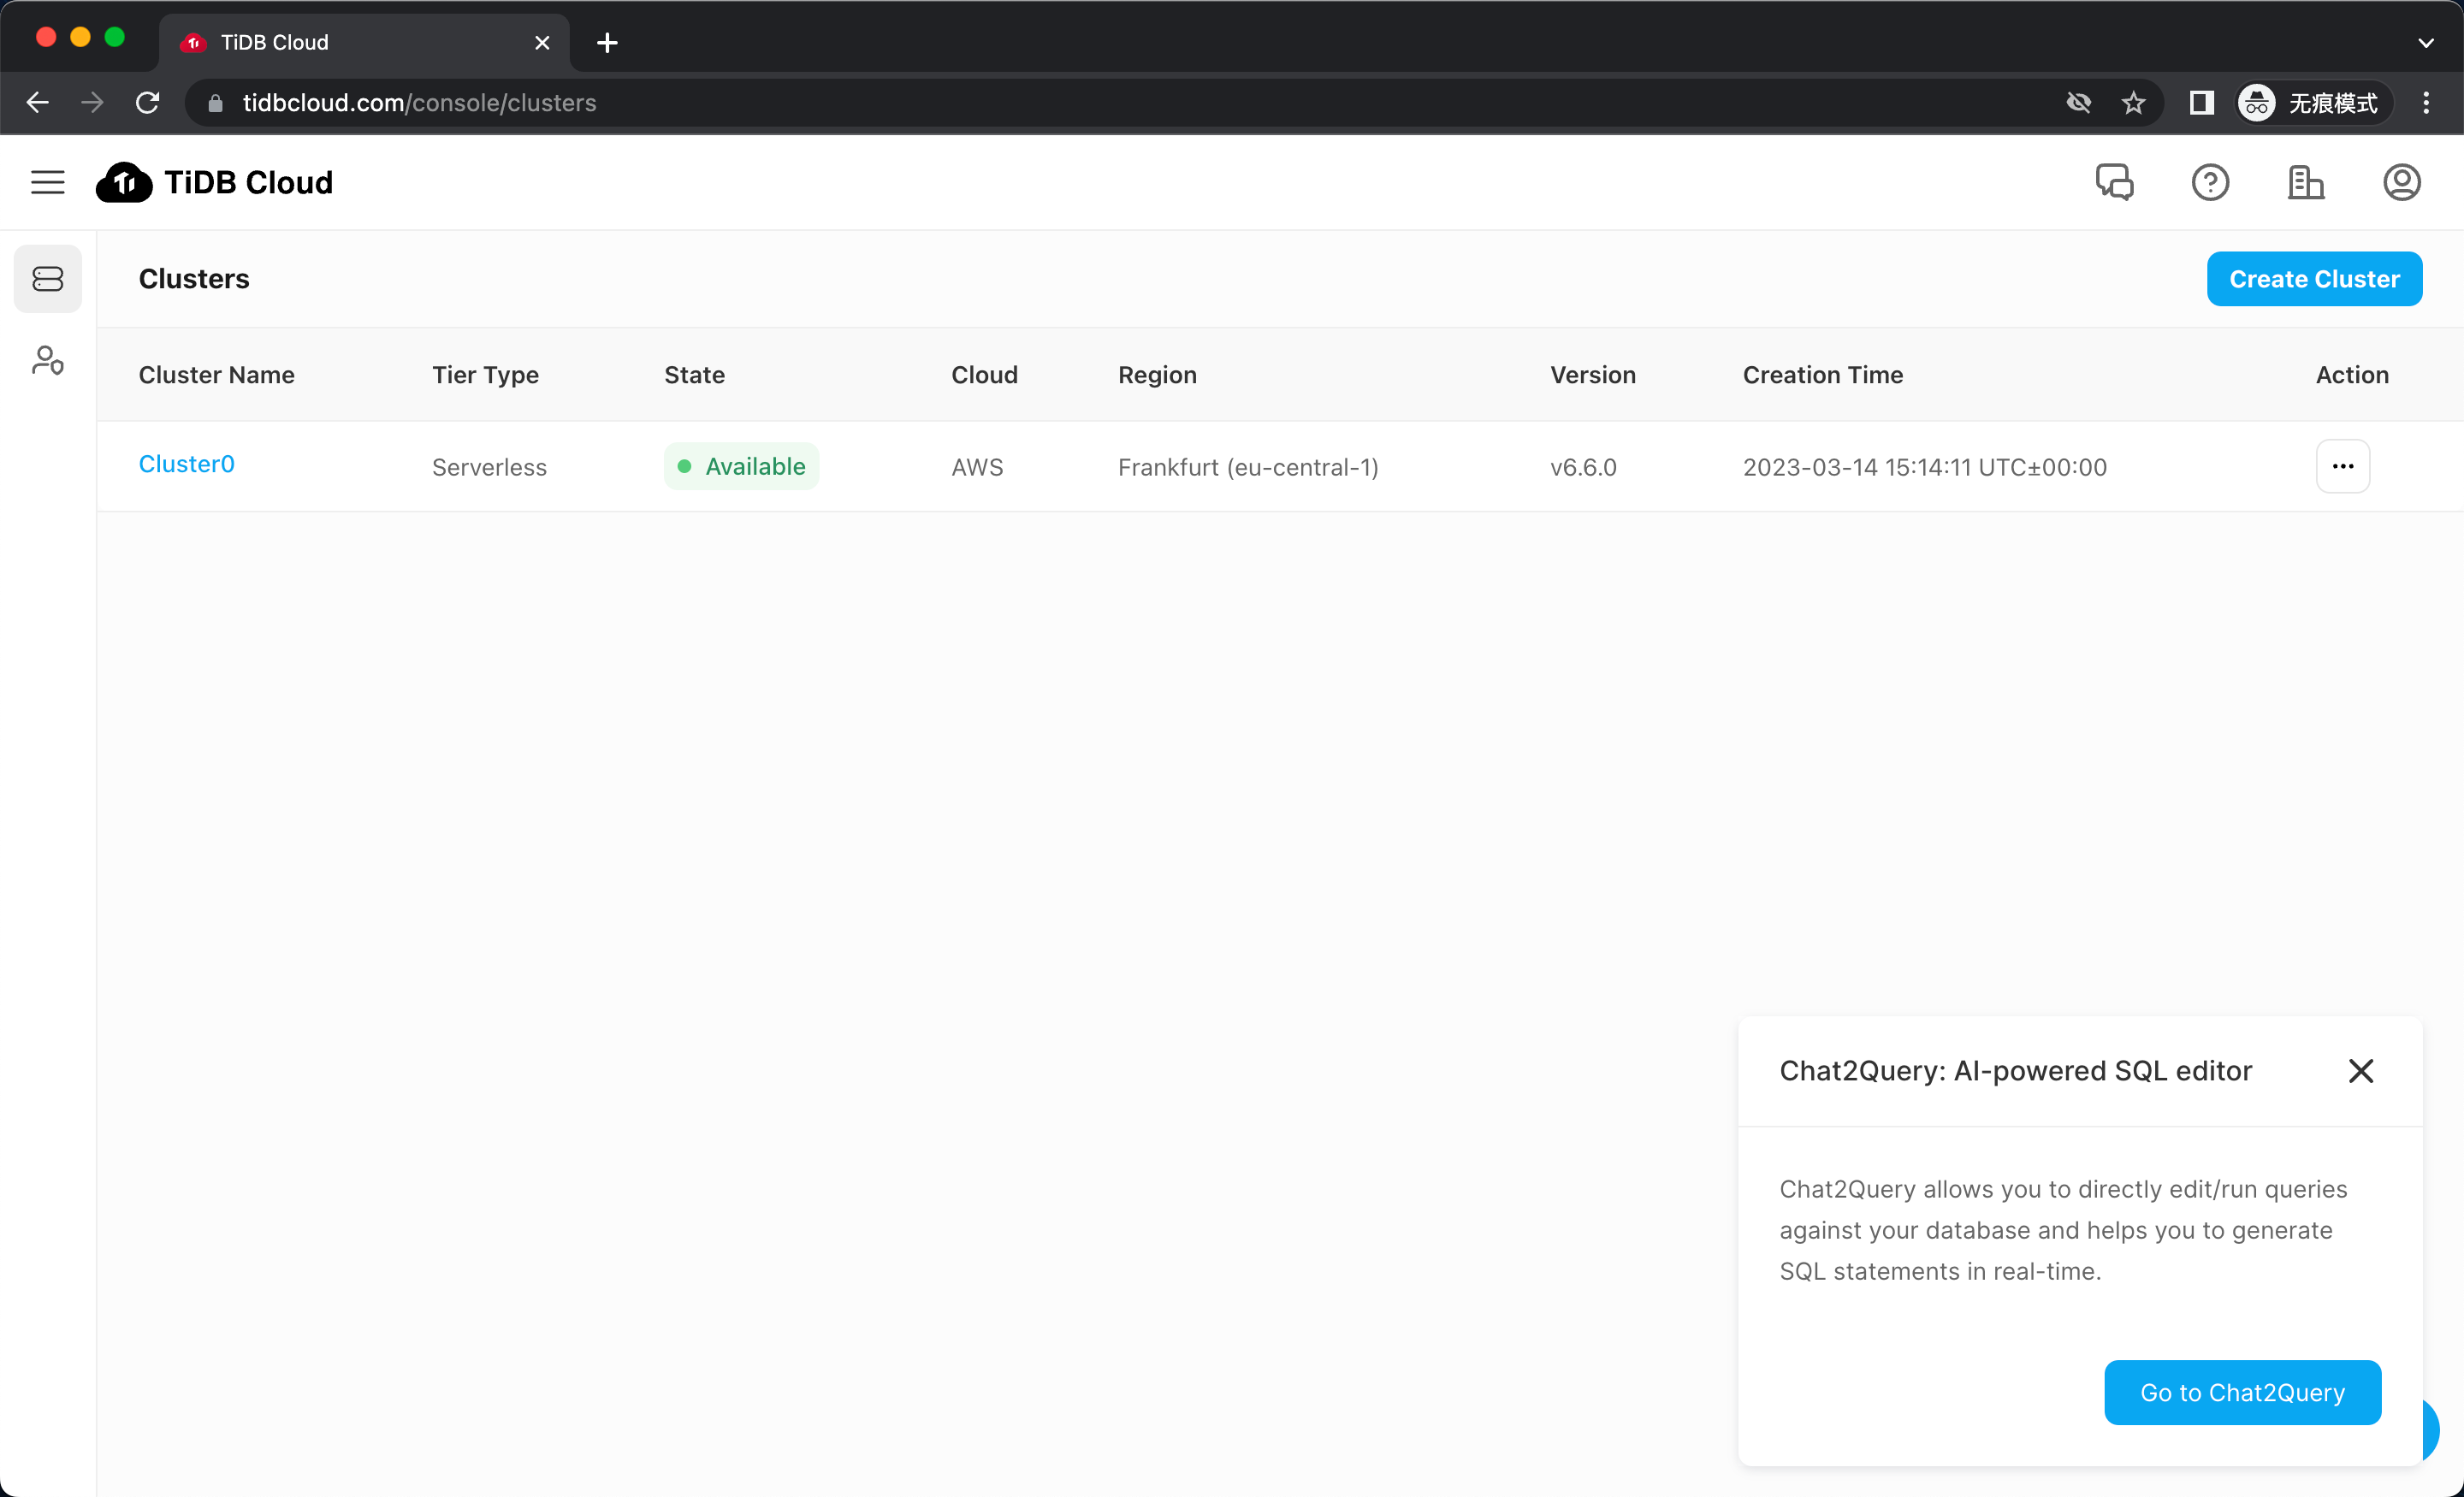 TiDB Cloud
tidbcloud.com/console/clusters
无痕模式
TiDB Cloud
Clusters
Create Cluster
Cluster Name Tier Type State Cloud Region Version Creation Time Action
Cluster0 Serverless Available AWS Frankfurt (eu-central-1) v6.6.0 2023-03-14 15:14:11 UTC±00:00
Chat2Query: AI-powered SQL editor
Chat2Query allows you to directly edit/run queries
against your database and helps you to generate
SQL statements in real-time.
Go to Chat2Query